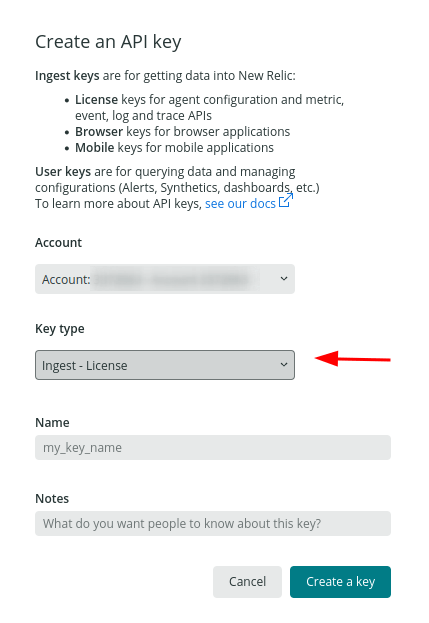 Create an API key
Ingest keys are for getting data into New Relic:
• License keys for agent configuration and metric,
event, log and trace APIs
• Browser keys for browser applications
• Mobile keys for mobile applications
User keys are for querying data and managing
configurations (Alerts, Synthetics, dashboards, etc.)
To learn more about API keys, see our docs
Account
Account:
Key type
Ingest - License
Name
my_key_name
Notes
What do you want people to know about this key?
Cancel
Create a key